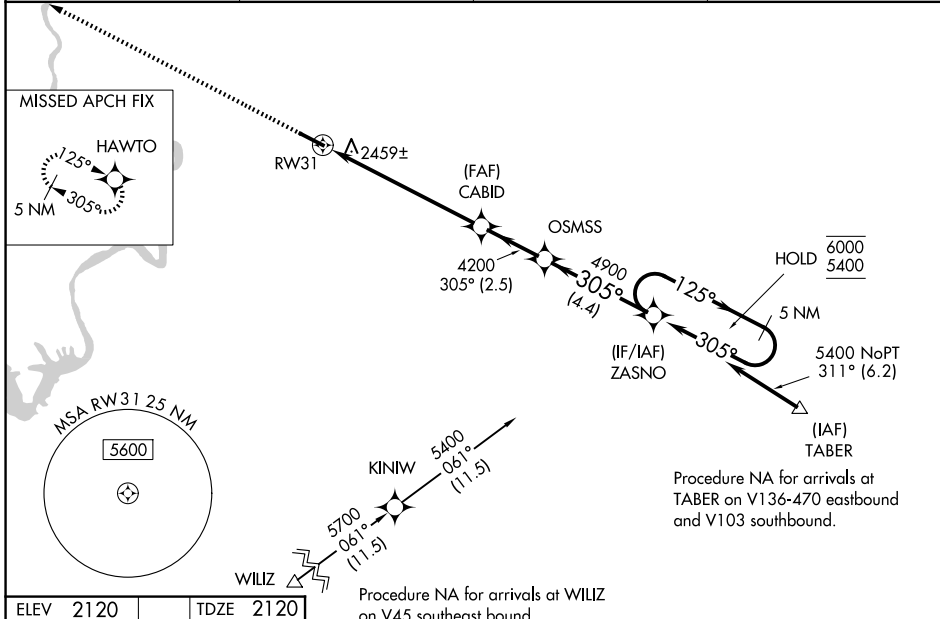 MISSED APCH FIX
HAWTO
125°
305°
5 NM
RW31
2459±
(FAF)
CABID
OSMSS
4200
305° (2.5)
4900
305°
(4.4)
HOLD
6000
5400
125°
5 NM
305°
(IF/IAF)
ZASNO
5400 NoPT
311° (6.2)
(IAF)
TABER
Procedure NA for arrivals at
TABER on V136-470 eastbound
and V103 southbound.
MSA RW31 25 NM
5600
KINIW
5400
061°
(11.5)
5700
061°
(11.5)
WILIZ
Procedure NA for arrivals at WILIZ
on V45 southeast bound.
ELEV 2120
TDZE 2120